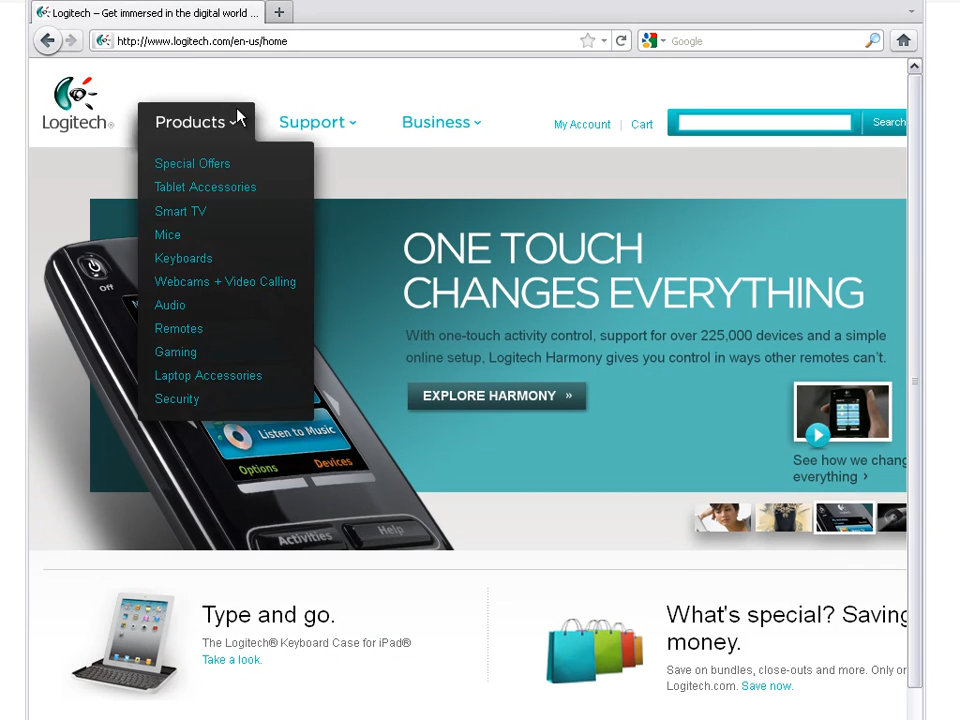 Logitech – Get immersed in the digital world ...
+
http://www.logitech.com/en-us/home
Google
Logitech®
Products
Support
Business
My Account | Cart
Search
Special Offers
Tablet Accessories
Smart TV
Mice
Keyboards
Webcams + Video Calling
Audio
Remotes
Gaming
Laptop Accessories
Security
Off
ONE TOUCH
CHANGES EVERYTHING
With one-touch activity control, support for over 225,000 devices and a simple
online setup, Logitech Harmony gives you control in ways other remotes can't.
EXPLORE HARMONY »
See how we chang
everything ›
Listen to Music
Options
Devices
Activities
Help
Type and go.
The Logitech® Keyboard Case for iPad®
Take a look.
What's special? Saving
money.
Save on bundles, close-outs and more. Only or
Logitech.com. Save now.